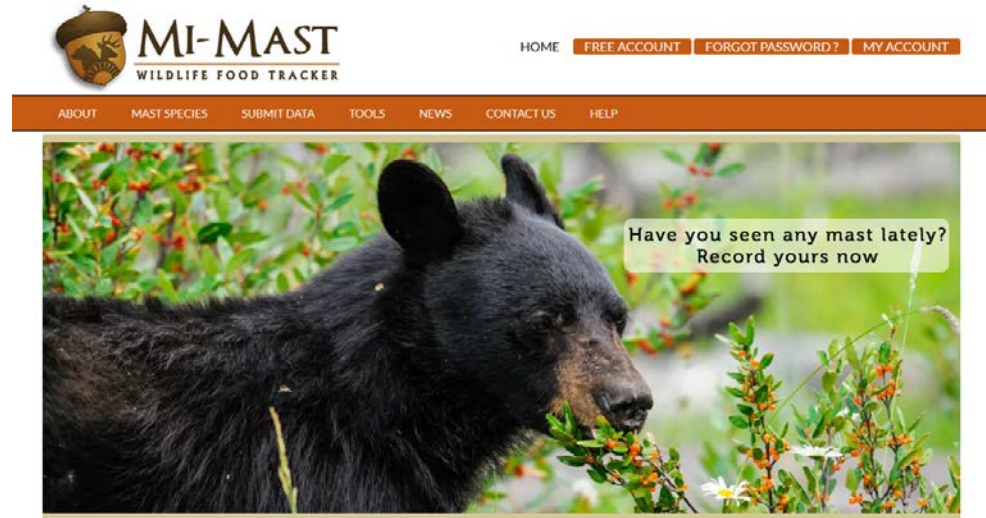 MI-MAST
WILDLIFE FOOD TRACKER
HOME FREE ACCOUNT FORGOT PASSWORD ? MY ACCOUNT
ABOUT MAST SPECIES SUBMIT DATA TOOLS NEWS CONTACT US HELP
Have you seen any mast lately?
Record yours now